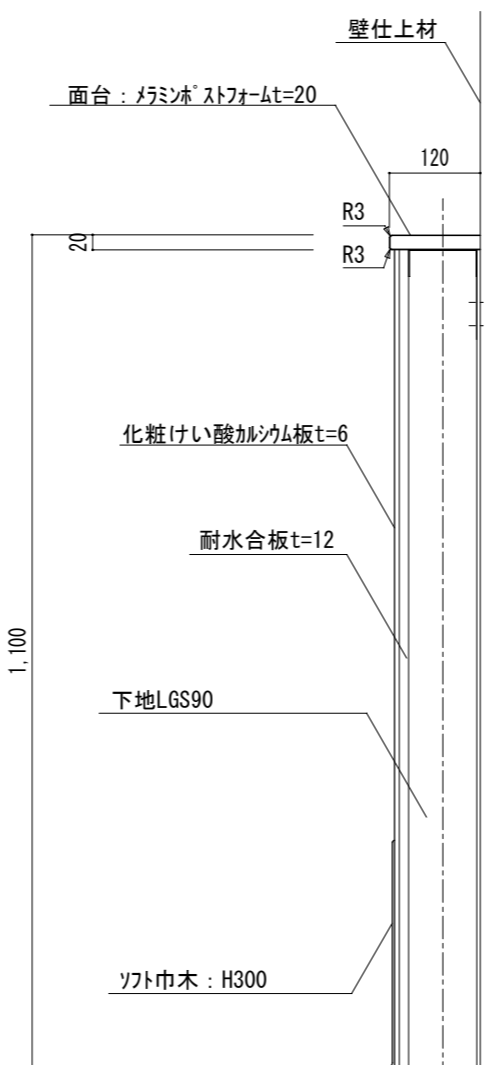 壁仕上材
面台：ﾒﾗﾐﾝﾎﾟｽﾄﾌｫｰﾑt=20
120
R3
20
R3
化粧けい酸ｶﾙｼｳﾑ板t=6
耐水合板t=12
1,100
下地LGS90
ｿﾌﾄ巾木：H300